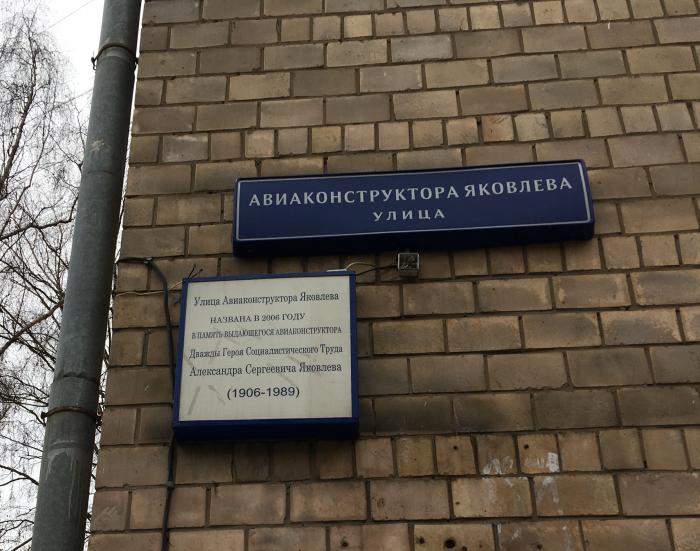 АВИАКОНСТРУКТОРА ЯКОВЛЕВА
УЛИЦА
Улица Авиаконструктора Яковлева
НАЗВАНА В 2006 ГОДУ
В ПАМЯТЬ ВЫДАЮЩЕГОСЯ АВИАКОНСТРУКТОРА
Дважды Героя Социалистического Труда
Александра Сергеевича Яковлева
(1906-1989)